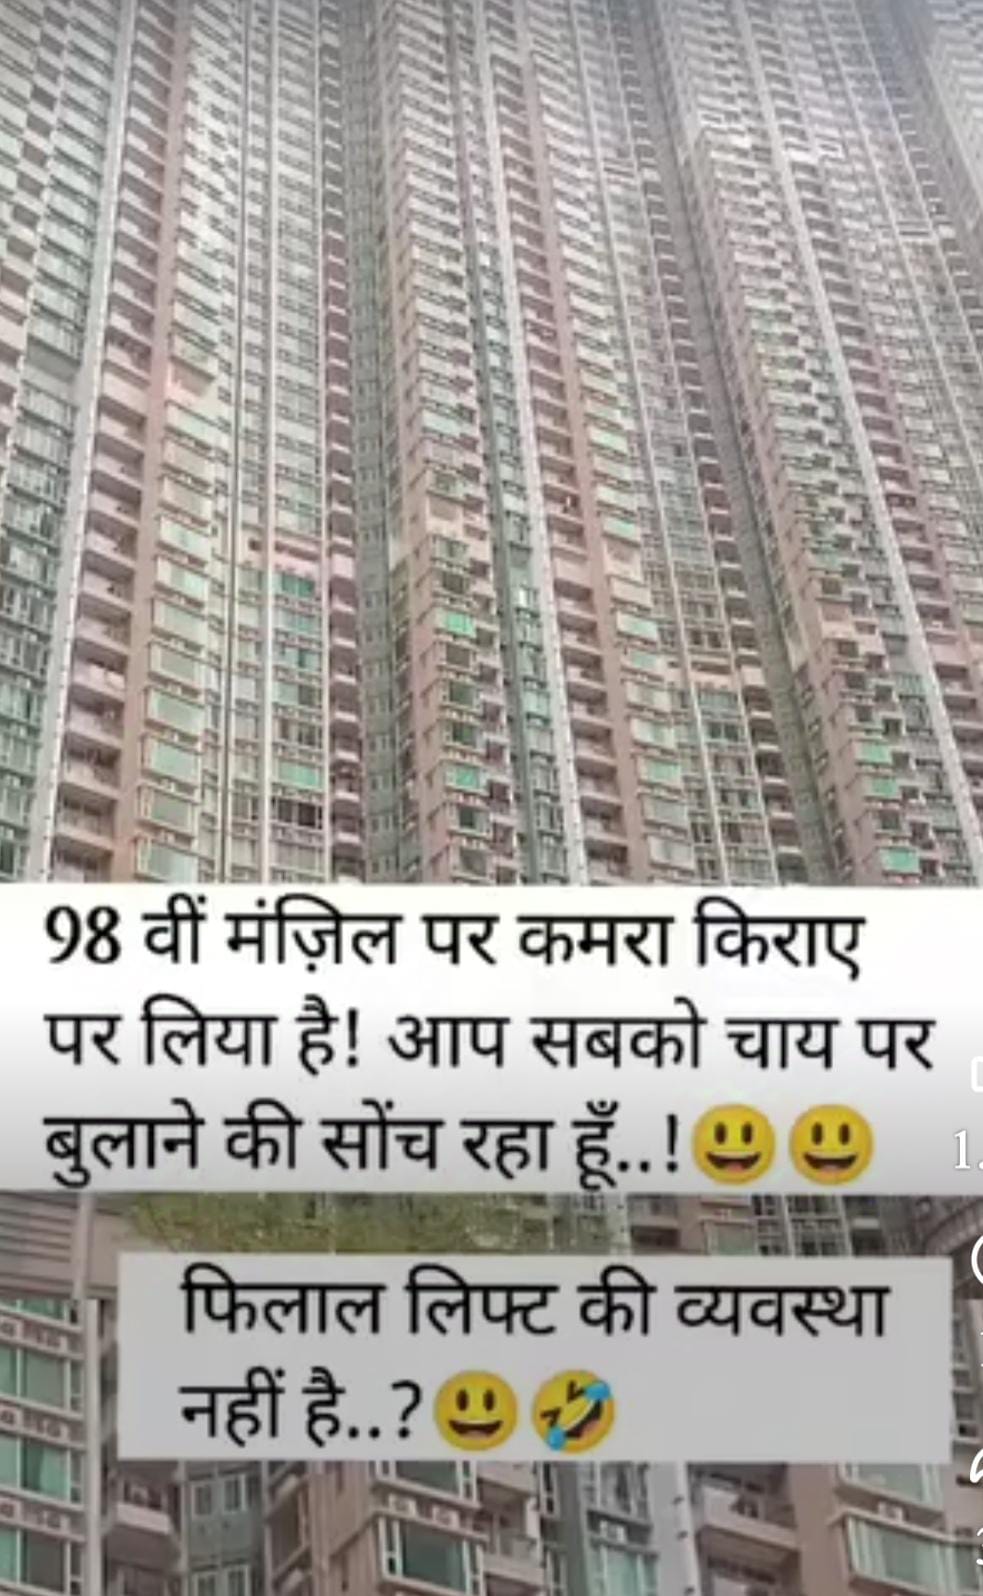 98 वीं मंज़िल पर कमरा किराए
पर लिया है! आप सबको चाय पर
बुलाने की सोंच रहा हूँ..!😃😃
फिलाल लिफ्ट की व्यवस्था
नहीं है..?😃🤣